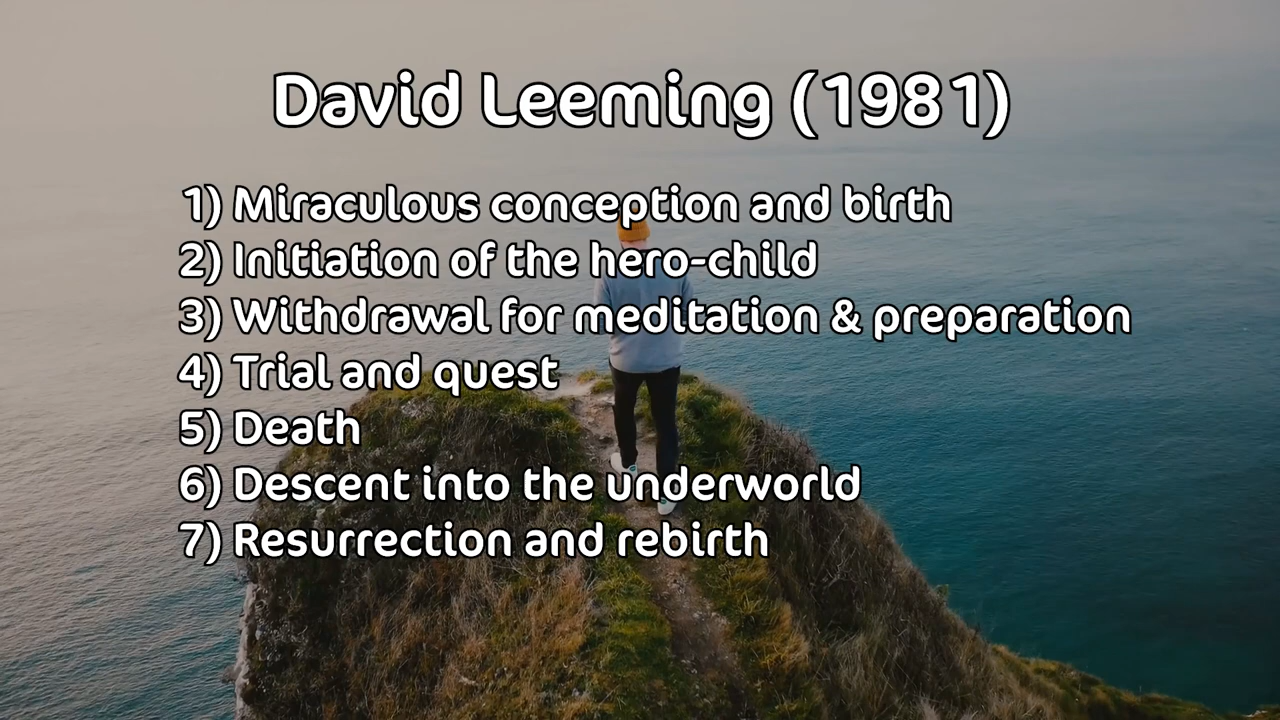 David Leeming (1981)
1) Miraculous conception and birth
2) Initiation of the hero-child
3) Withdrawal for meditation & preparation
4) Trial and quest
5) Death
6) Descent into the underworld
7) Resurrection and rebirth